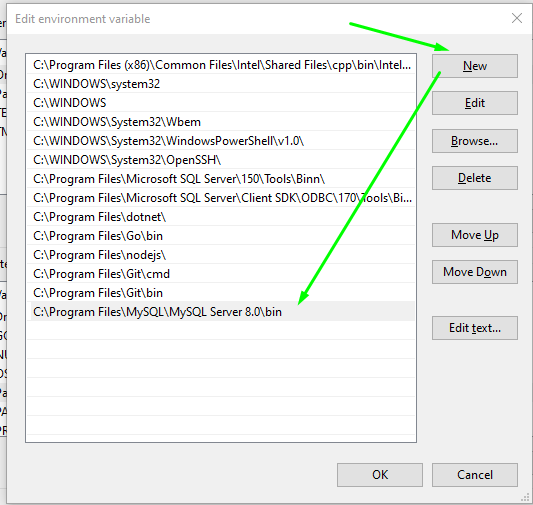 Edit environment variable
C:\Program Files (x86)\Common Files\Intel\Shared Files\cpp\bin\Intel...
New
C:\WINDOWS\system32
C:\WINDOWS
Edit
C:\WINDOWS\System32\Wbem
C:\WINDOWS\System32\WindowsPowerShell\v1.0\
Browse...
C:\WINDOWS\System32\OpenSSH\
C:\Program Files\Microsoft SQL Server\150\Tools\Binn\
Delete
C:\Program Files\Microsoft SQL Server\Client SDK\ODBC\170\Tools\Bi...
C:\Program Files\dotnet\
C:\Program Files\Go\bin
Move Up
C:\Program Files\nodejs\
C:\Program Files\Git\cmd
Move Down
C:\Program Files\Git\bin
C:\Program Files\MySQL\MySQL Server 8.0\bin
Edit text...
OK
Cancel